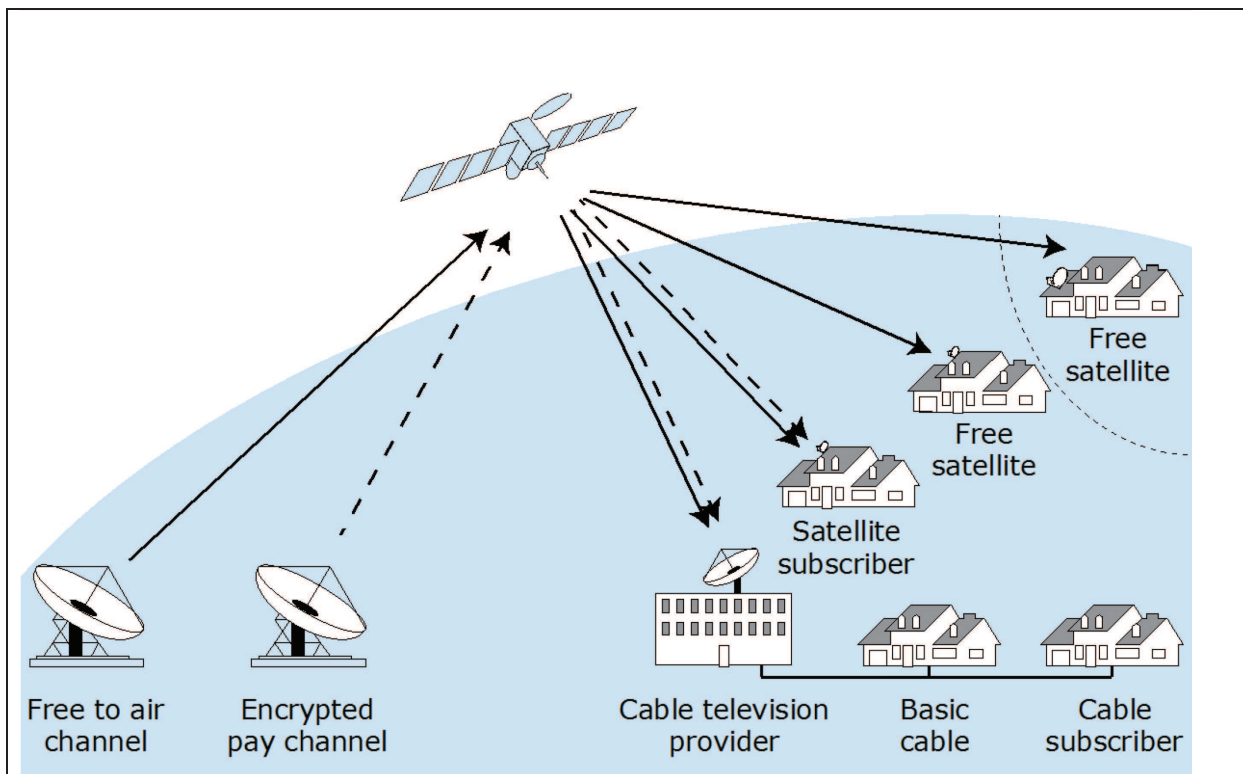 Free
satellite
Free
satellite
Satellite
subscriber
Free to air
channel
Encrypted
pay channel
Cable television
provider
Basic
cable
Cable
subscriber